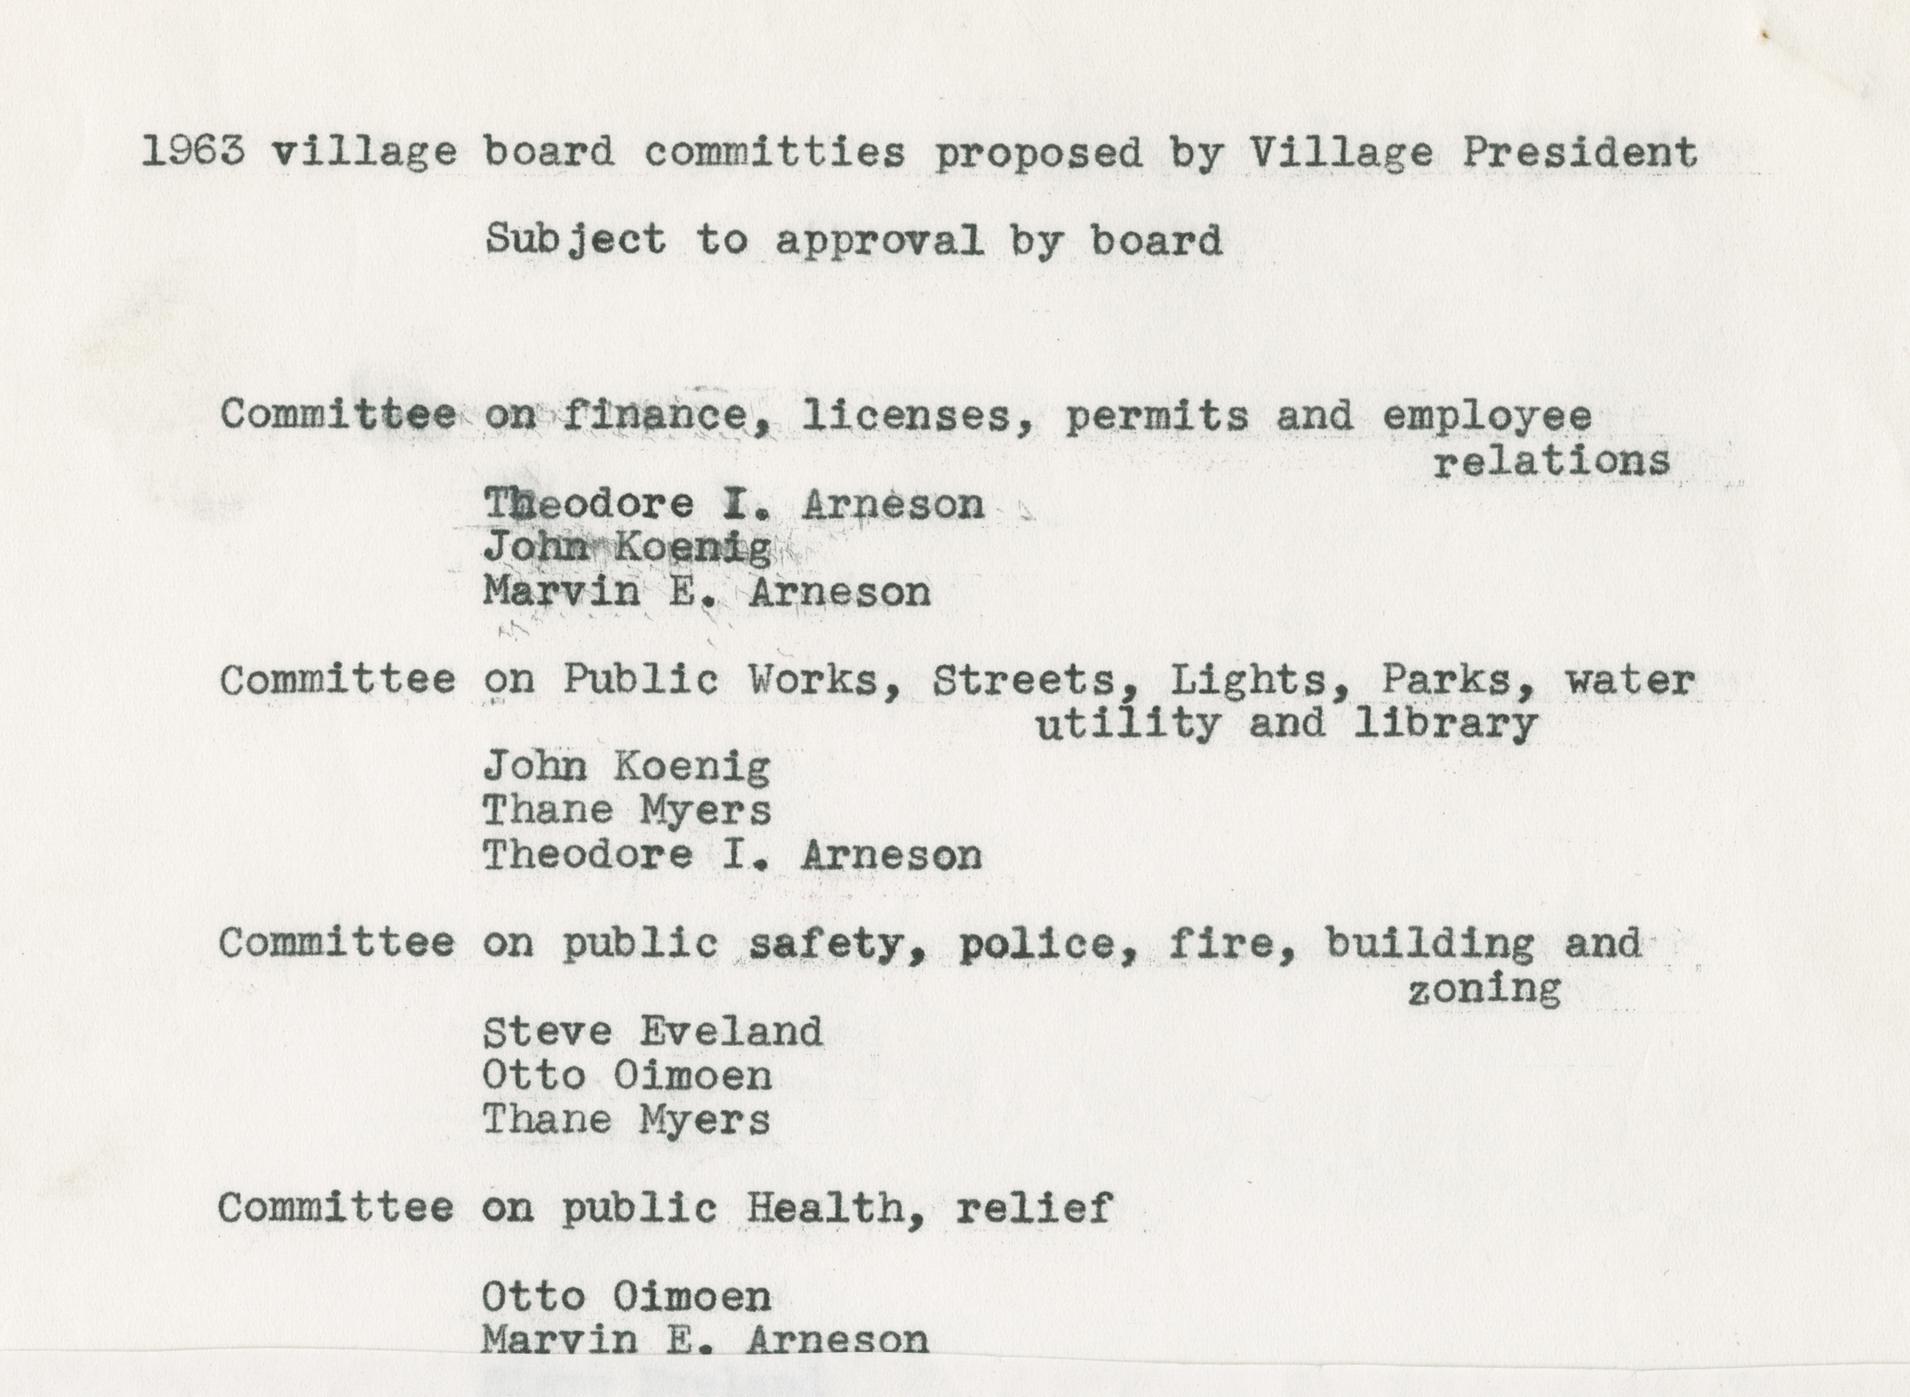 1963 village board committies proposed by Village President
Subject to approval by board
Committee on finance, licenses, permits and employee
relations
Theodore I. Arneson
John Koenig
Marvin E. Arneson
Committee on Public Works, Streets, Lights, Parks, water
utility and library
John Koenig
Thane Myers
Theodore I. Arneson
Committee on public safety, police, fire, building and
zoning
Steve Eveland
Otto Oimoen
Thane Myers
Committee on public Health, relief
Otto Oimoen
Marvin E. Arneson